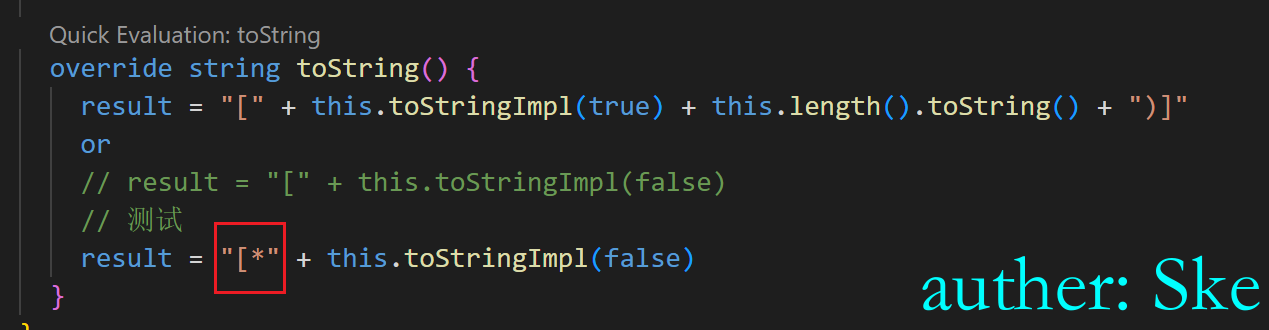 Quick Evaluation: toString
override string toString() {
result = "[" + this.toStringImpl(true) + this.length().toString() + ")]"
or
// result = "[" + this.toStringImpl(false)
// 测试
result = "[*" + this.toStringImpl(false)
}
auther: Ske
}